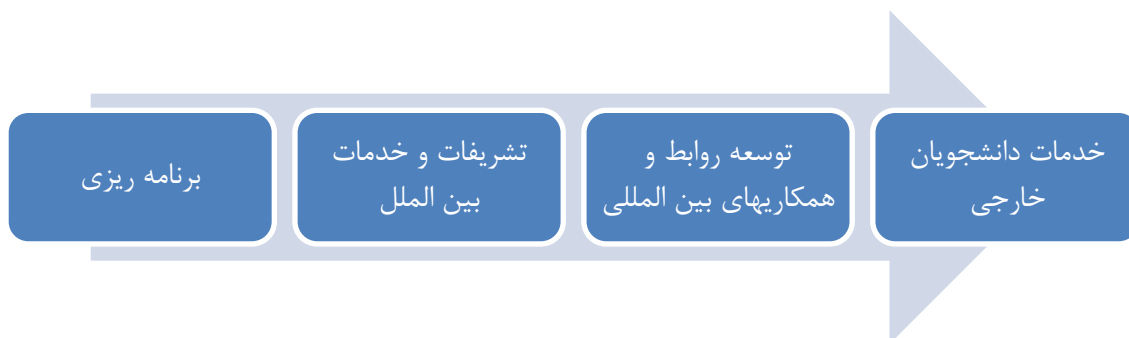 برنامه ریزی
تشریفات و خدمات
بین الملل
توسعه روابط و
همکاریهای بین المللی
خدمات دانشجویان
خارجی